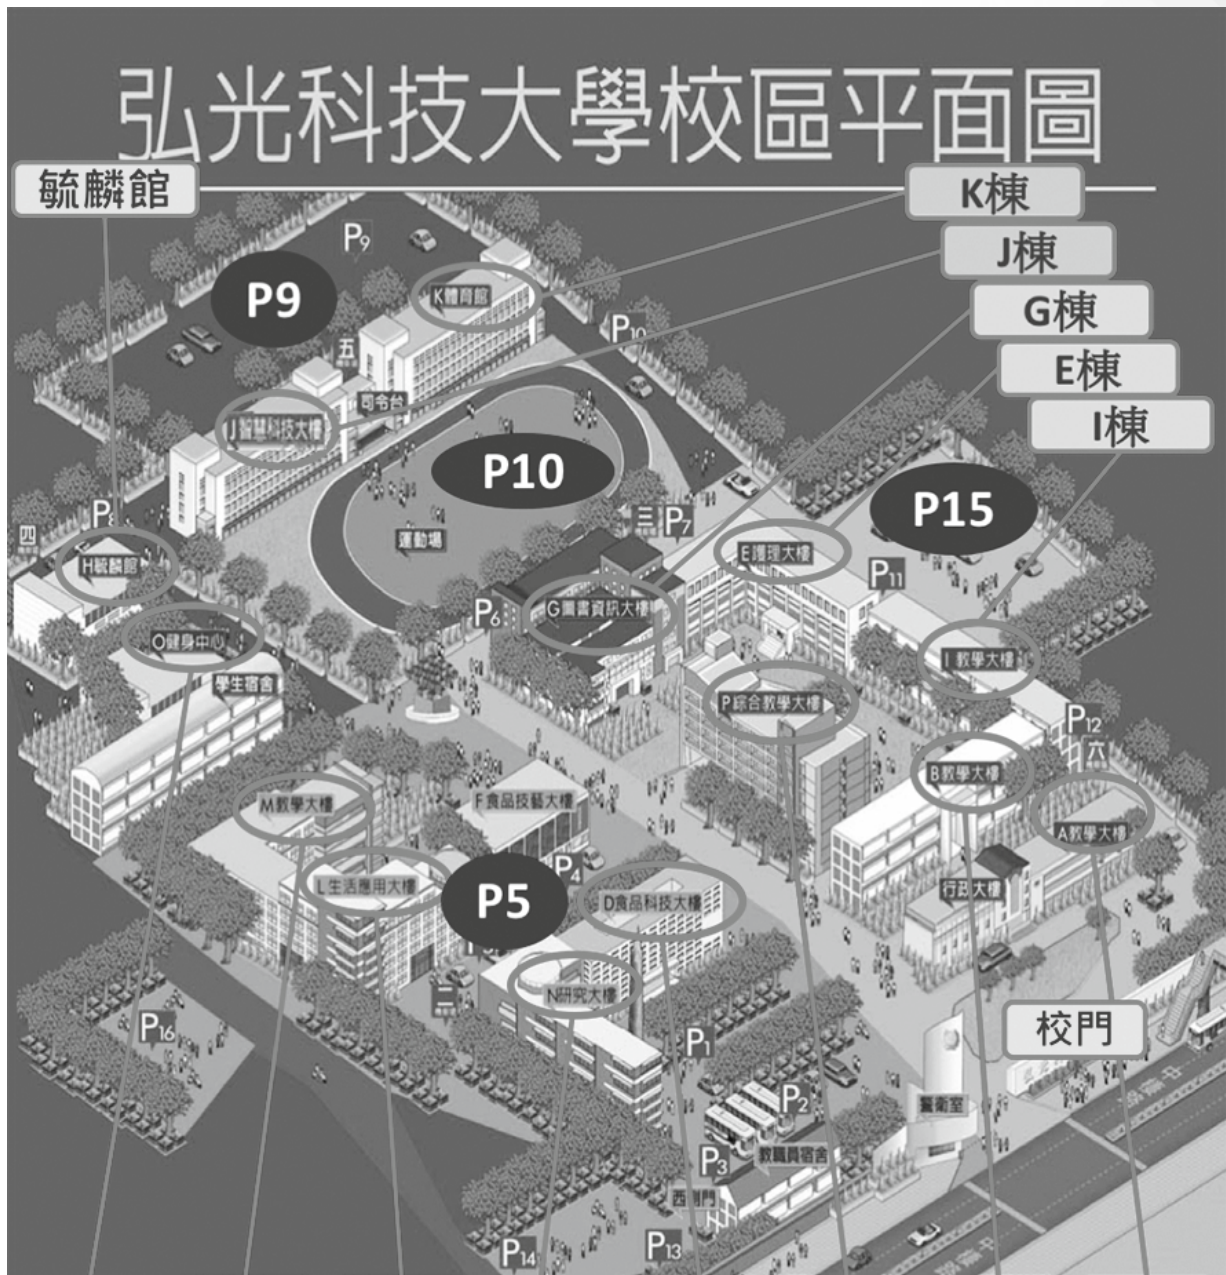 弘光科技大學校區平面圖
毓麟館
K棟
J棟
G棟
E棟
I棟
P9
P9
K體育館
P10
五
司令台
J智慧科技大樓
P10
P15
四
P8
三
P7
運動場
E護理大樓
H毓麟館
P11
P6
G圖書資訊大樓
O健身中心
I教學大樓
學生宿舍
P綜合教學大樓
P12
六
B教學大樓
M教學大樓
F食品技藝大樓
A教學大樓
P4
L生活應用大樓
P5
D食品科技大樓
行政大樓
二
N研究大樓
P16
P1
校門
P2
警衛室
P3
教職員宿舍
西側門
P14
P13